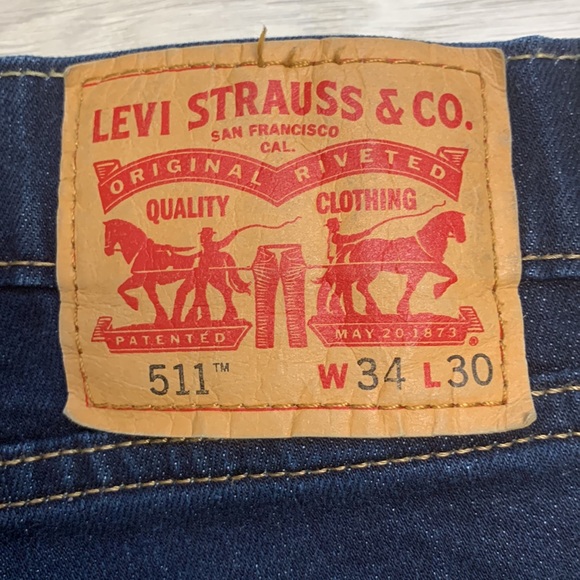 LEVI STRAUSS & CO.
SAN FRANCISCO
CAL.
ORIGINAL RIVETED
QUALITY CLOTHING
PATENTED MAY 20 1873 ®
511™ W34 L30